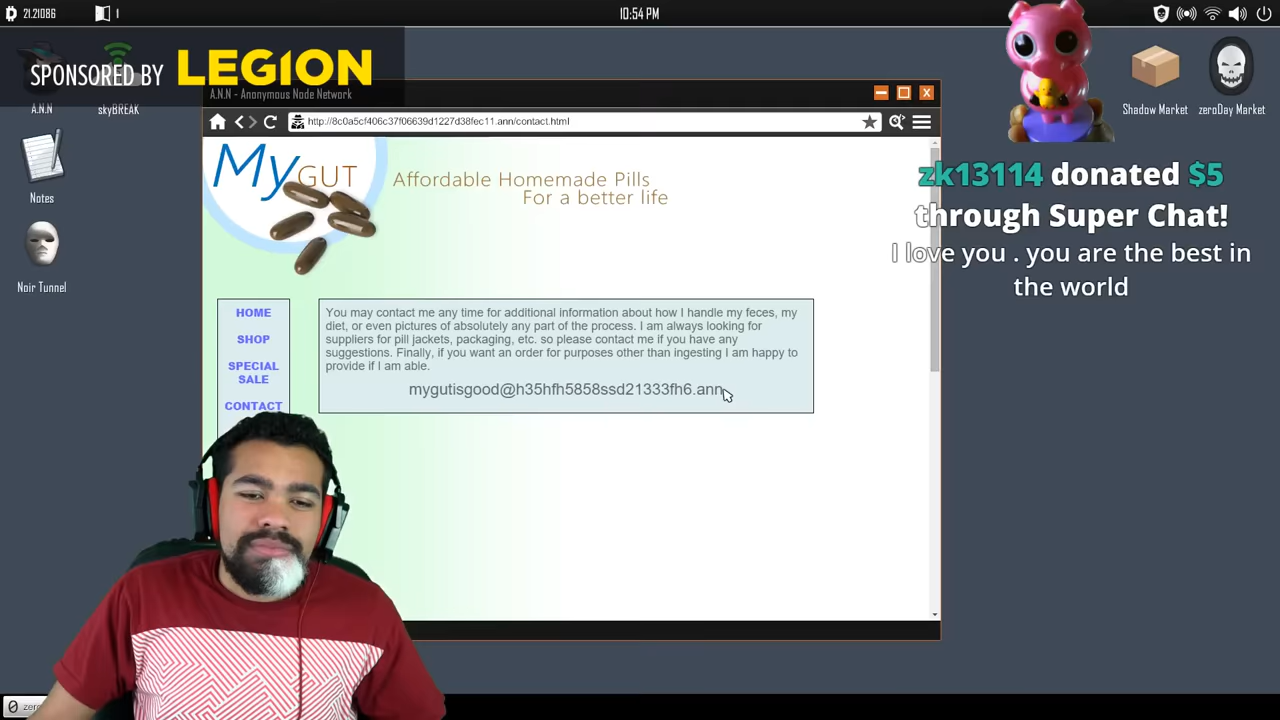 21.21086
1
10:54 PM
SPONSORED BY LEGION
A.N.N
skyBREAK
Notes
Noir Tunnel
Shadow Market
zeroDay Market
A.N.N - Anonymous Node Network
http://8c0a5cf406c37f06639d1227d38fec11.ann/contact.html
MyGUT
Affordable Homemade Pills
For a better life
HOME
SHOP
SPECIAL
SALE
CONTACT
You may contact me any time for additional information about how I handle my feces, my
diet, or even pictures of absolutely any part of the process. I am always looking for
suppliers for pill jackets, packaging, etc. so please contact me if you have any
suggestions. Finally, if you want an order for purposes other than ingesting I am happy to
provide if I am able.
mygutisgood@h35hfh5858ssd21333fh6.ann
zk13114 donated $5
through Super Chat!
I love you . you are the best in
the world